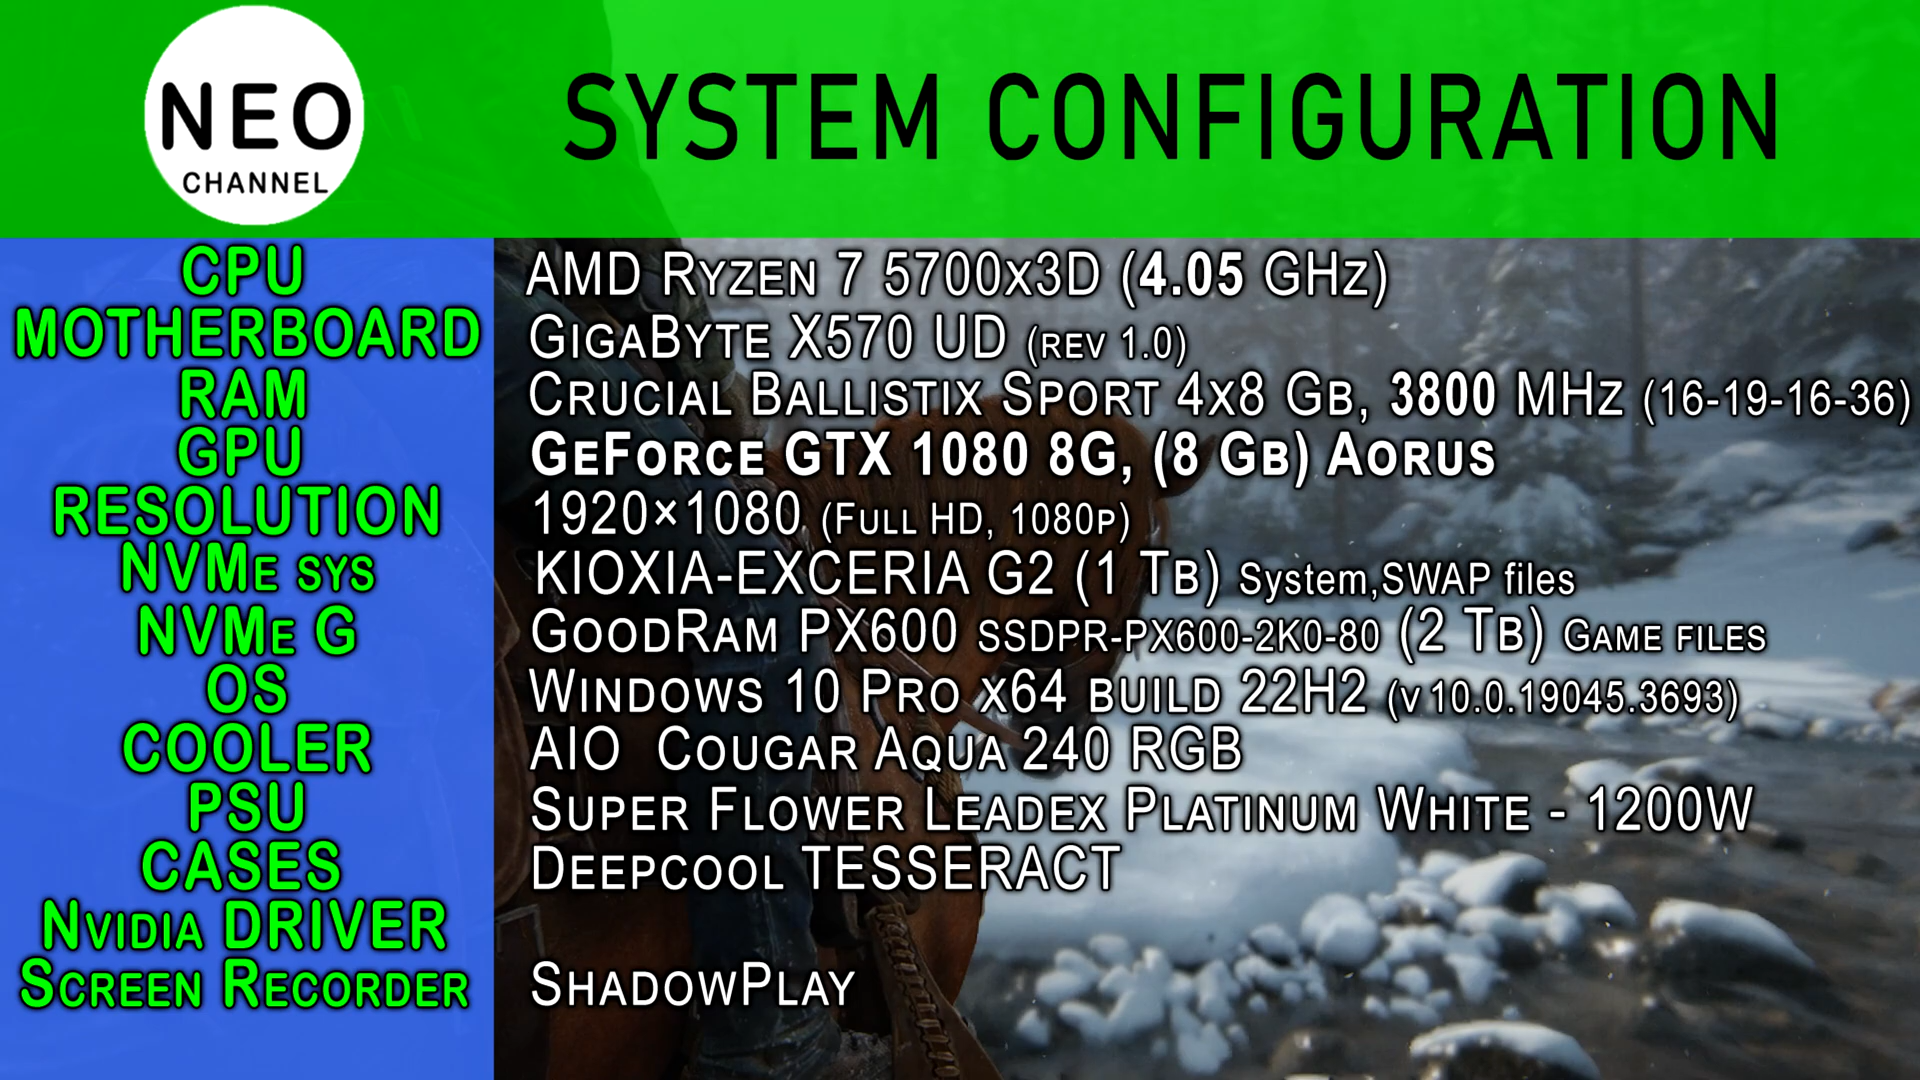 NEO
CHANNEL
SYSTEM CONFIGURATION
CPU AMD Ryzen 7 5700x3D (4.05 GHz)
MOTHERBOARD GigaByte X570 UD (rev 1.0)
RAM Crucial Ballistix Sport 4x8 Gb, 3800 MHz (16-19-16-36)
GPU GeForce GTX 1080 8G, (8 Gb) Aorus
RESOLUTION 1920×1080 (Full HD, 1080p)
NVMe sys KIOXIA-EXCERIA G2 (1 Tb) System,SWAP files
NVMe G GoodRam PX600 SSDPR-PX600-2K0-80 (2 Tb) Game files
OS Windows 10 Pro x64 build 22H2 (v 10.0.19045.3693)
COOLER AIO Cougar Aqua 240 RGB
PSU Super Flower Leadex Platinum White - 1200W
CASES Deepcool TESSERACT
Nvidia DRIVER
Screen Recorder ShadowPlay